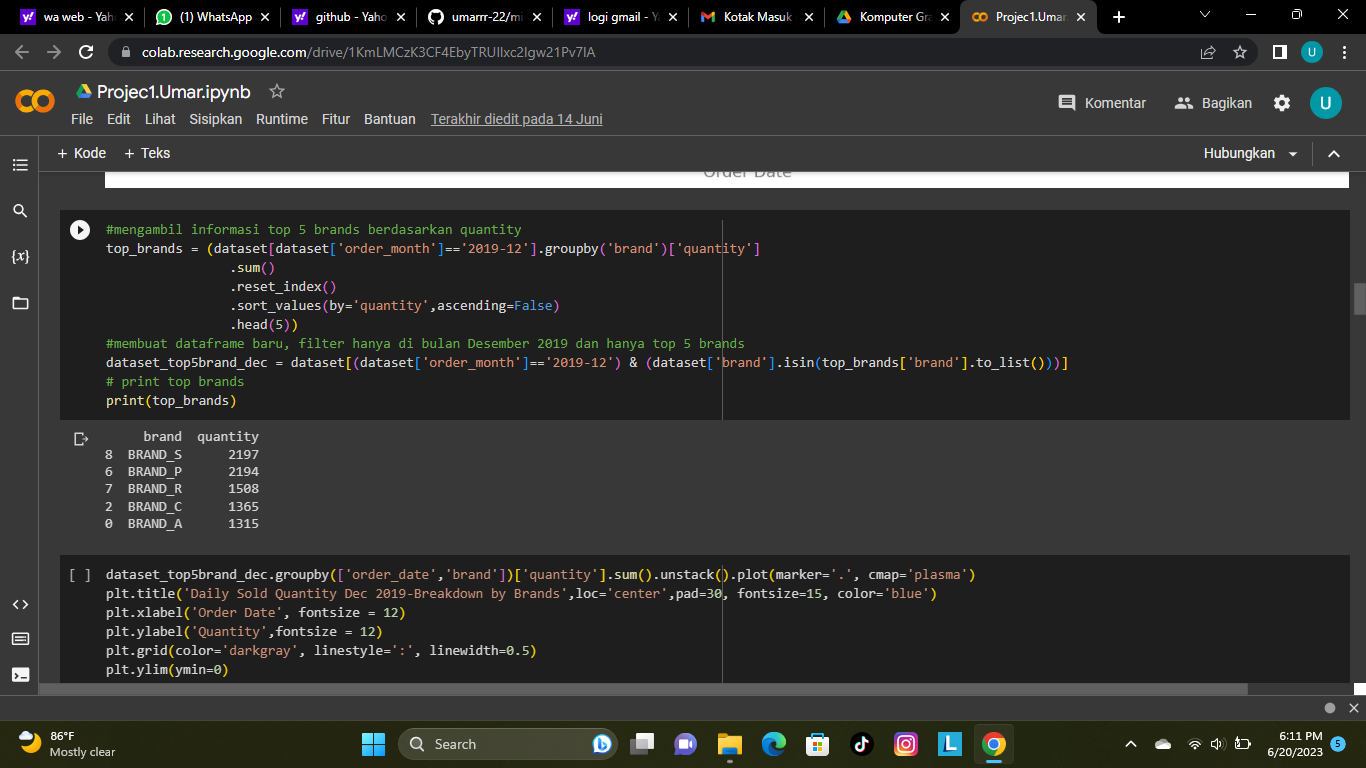 wa web - Yah
(1) WhatsApp
github - Yaho
umarrr-22/mi
logi gmail - Y
Kotak Masuk
Komputer Gra
Projec1.Umar
colab.research.google.com/drive/1KmLMCzK3CF4EbyTRUIlxc2Igw21Pv7IA
U
Projec1.Umar.ipynb
File Edit Lihat Sisipkan Runtime Fitur Bantuan Terakhir diedit pada 14 Juni
Komentar
Bagikan
U
+ Kode + Teks
Hubungkan
Order Date
#mengambil informasi top 5 brands berdasarkan quantity
top_brands = (dataset[dataset['order_month']=='2019-12'].groupby('brand')['quantity']
.sum()
.reset_index()
.sort_values(by='quantity',ascending=False)
.head(5))
#membuat dataframe baru, filter hanya di bulan Desember 2019 dan hanya top 5 brands
dataset_top5brand_dec = dataset[(dataset['order_month']=='2019-12') & (dataset['brand'].isin(top_brands['brand'].to_list()))]
# print top brands
print(top_brands)
brand quantity
8 BRAND_S 2197
6 BRAND_P 2194
7 BRAND_R 1508
2 BRAND_C 1365
0 BRAND_A 1315
[ ] dataset_top5brand_dec.groupby(['order_date','brand'])['quantity'].sum().unstack().plot(marker='.', cmap='plasma')
plt.title('Daily Sold Quantity Dec 2019-Breakdown by Brands',loc='center',pad=30, fontsize=15, color='blue')
plt.xlabel('Order Date', fontsize = 12)
plt.ylabel('Quantity',fontsize = 12)
plt.grid(color='darkgray', linestyle=':', linewidth=0.5)
plt.ylim(ymin=0)
86°F
Mostly clear
Search
6:11 PM
6/20/2023
5